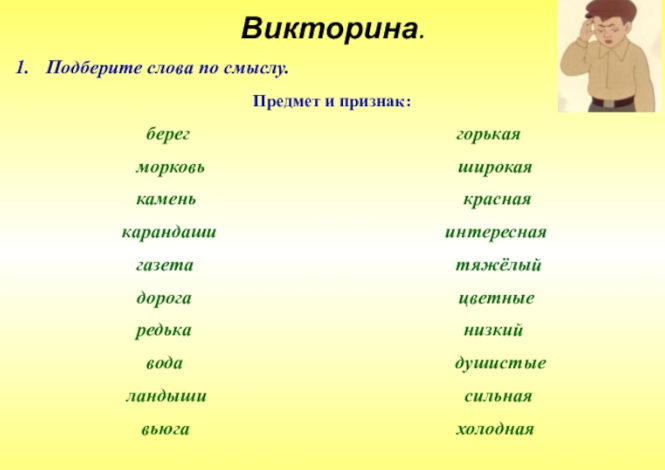 Викторина.
1. Подберите слова по смыслу.
Предмет и признак:
берег горькая
морковь широкая
камень красная
карандаши интересная
газета тяжёлый
дорога цветные
редька низкий
вода душистые
ландыши сильная
вьюга холодная